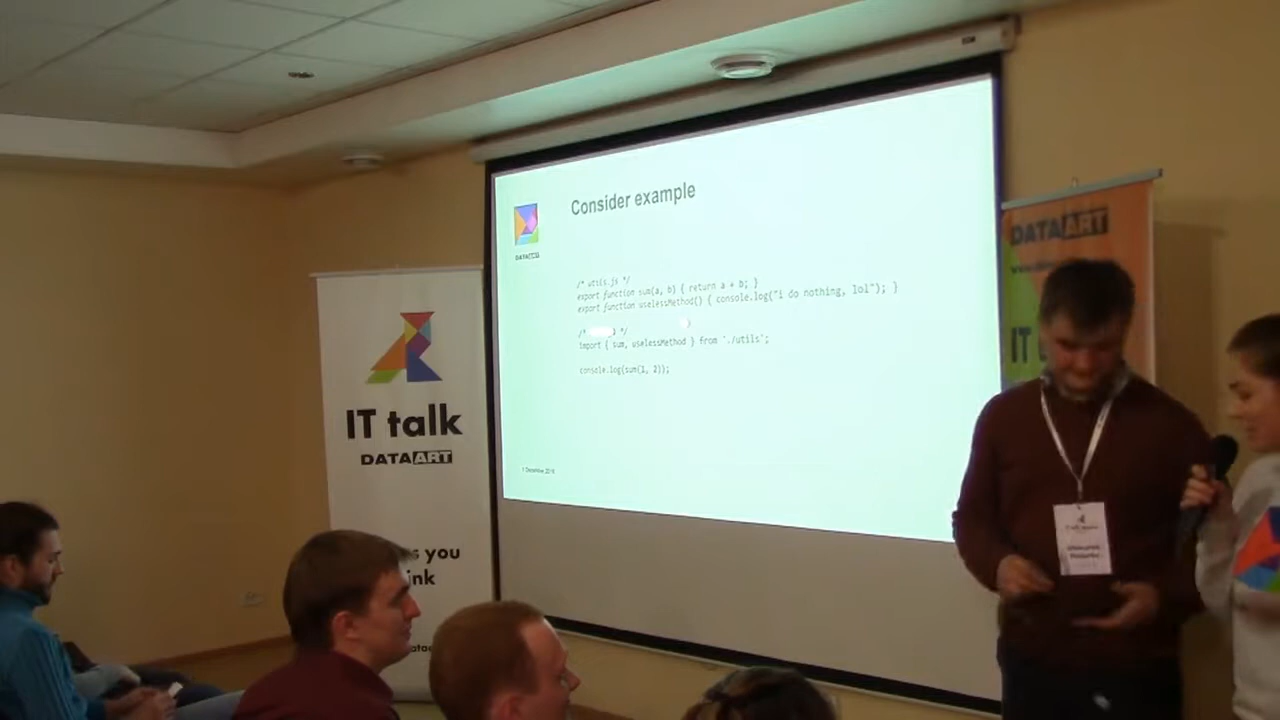 Consider example
/* utils.js */
export function sum(a, b) { return a + b; }
export function uselessMethod() { console.log("i do nothing, lol"); }
/* */
import { sum, uselessMethod } from './utils';
console.log(sum(1, 2));
IT talk
DATAART
you
DATAART
IT